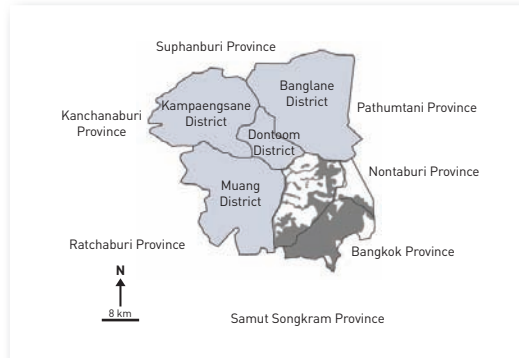 Suphanburi Province
Banglane
District
Kampaengsane
District
Pathumtani Province
Kanchanaburi
Province
Dontoom
District
Nontaburi Province
Muang
District
Ratchaburi Province
Bangkok Province
N
8 km
Samut Songkram Province